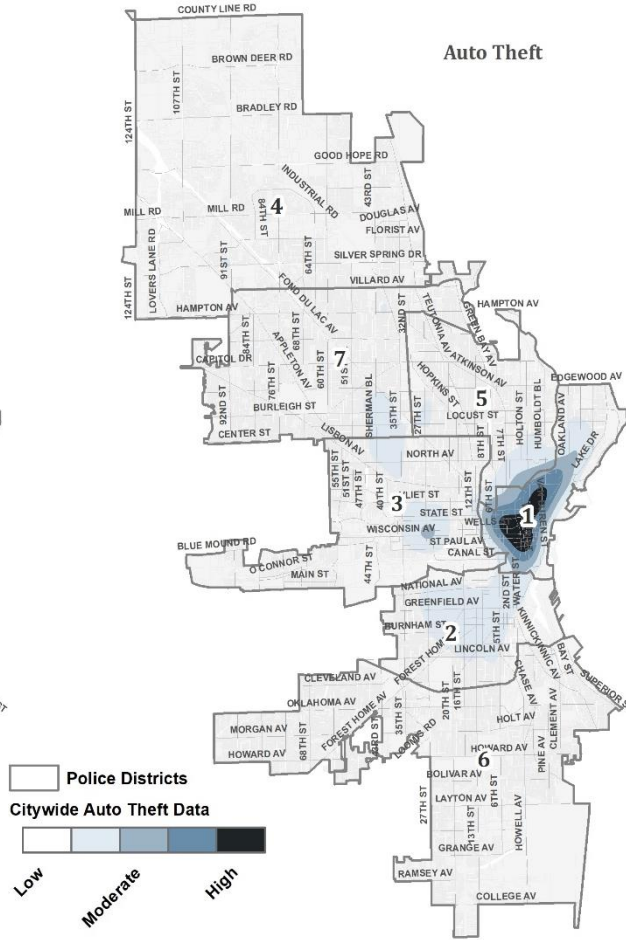 COUNTY LINE RD
Auto Theft
BROWN DEER RD
107TH ST
BRADLEY RD
124TH ST
GOOD HOPE RD
43RD ST
INDUSTRIAL RD
4
84TH ST
MILL RD
MILL RD
DOUGLAS AV
FLORIST AV
LOVERS LANE RD
91ST ST
64TH ST
SILVER SPRING DR
VILLARD AV
124TH ST
HAMPTON AV
FOND DU LAC AV
32ND ST
TEUTONIA AV
GREEN BAY AV
HAMPTON AV
84TH ST
68TH ST
CAPITOL DR
APPLETON AV
7
76TH ST
60TH ST
ATKINSON AV
HOPKINS ST
5
EDGEWOOD AV
92ND ST
BURLEIGH ST
SHERMAN BL
35TH ST
27TH ST
LOCUST ST
HOLTON ST
HUMBOLDT BL
OAKLAND AV
CENTER ST
LISBON AV
8TH ST
7TH ST
LAKE DR
NORTH AV
55TH ST
51ST ST
47TH ST
40TH ST
12TH ST
6TH ST
3
STATE ST
1
WISCONSIN AV
WELLS
ST PAUL AV
CANAL ST
BLUE MOUND RD
O'CONNOR ST
MAIN ST
44TH ST
NATIONAL AV
2ND ST
WATER ST
GREENFIELD AV
BURNHAM ST
2
5TH ST
KINNICKINNIC AV
FOREST HOME
LINCOLN AV
BAY ST
CLEVELAND AV
CHASE AV
SUPERIOR S
OKLAHOMA AV
FOREST HOME AV
35TH ST
20TH ST
16TH ST
HOLT AV
CLEMENT AV
MORGAN AV
68TH ST
LOOMIS RD
HOWARD AV
HOWARD AV
6
PINE AV
BOLIVAR AV
27TH ST
LAYTON AV
6TH ST
13TH ST
HOWELL AV
GRANGE AV
RAMSEY AV
COLLEGE AV
Police Districts
Citywide Auto Theft Data
Low
Moderate
High